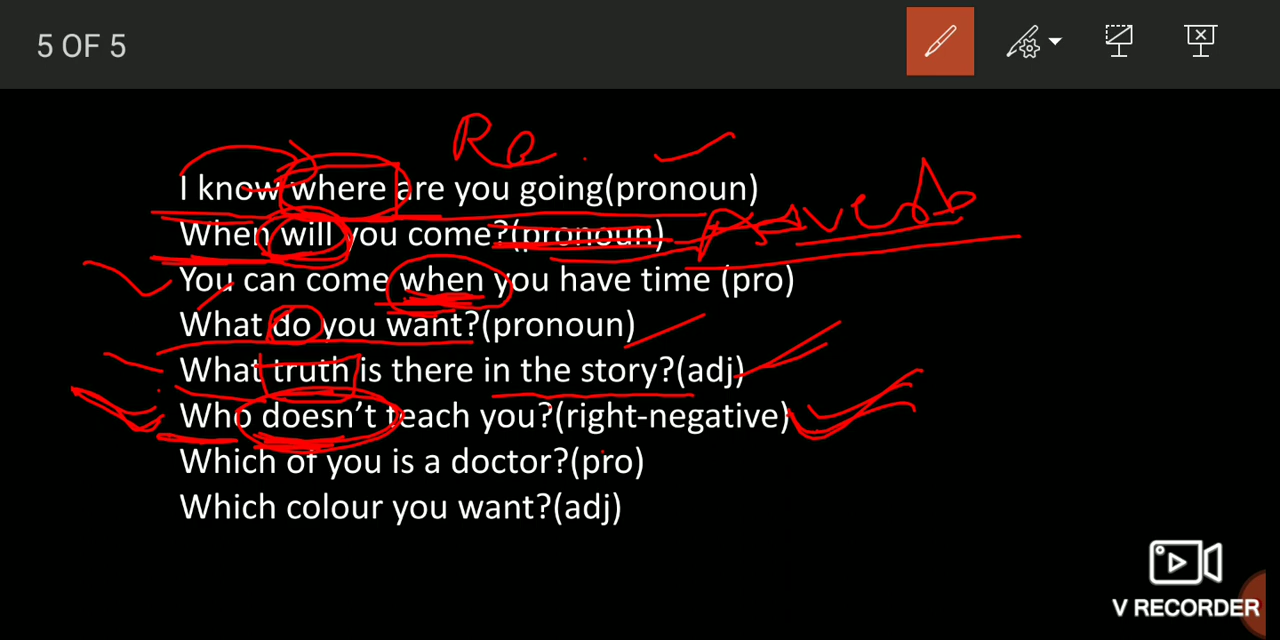 5 OF 5
Re
I know where are you going(pronoun)
When will you come?(pronoun) Adverb
You can come when you have time (pro)
What do you want?(pronoun)
What truth is there in the story?(adj)
Who doesn't teach you?(right-negative)
Which of you is a doctor?(pro)
Which colour you want?(adj)
V RECORDER